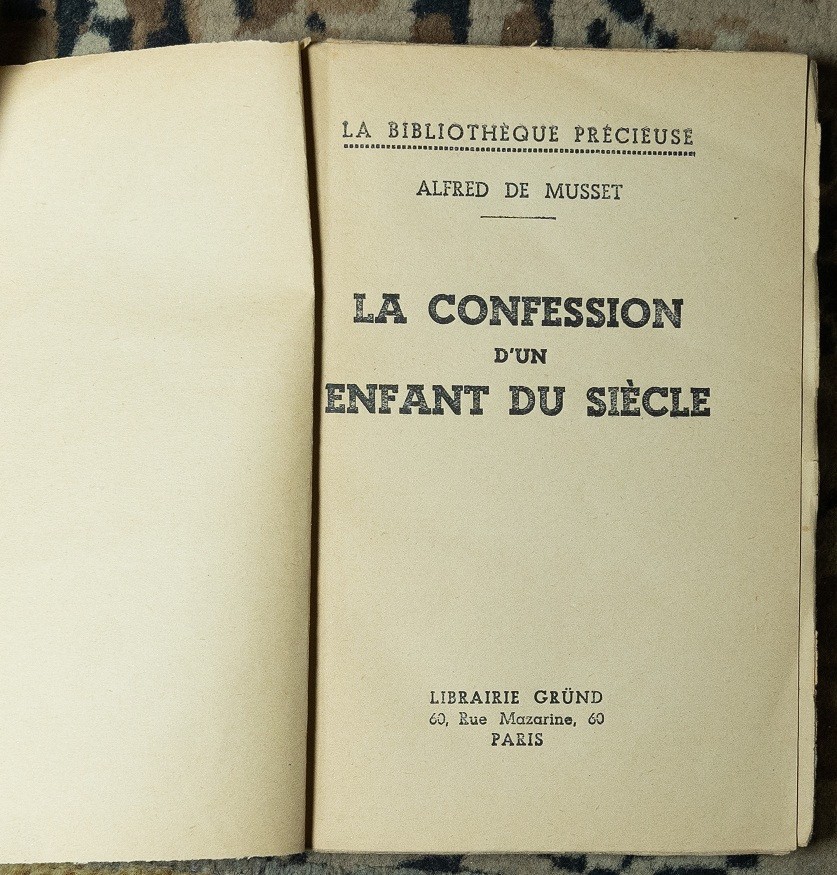 LA BIBLIOTHÈQUE PRÉCIEUSE
ALFRED DE MUSSET
LA CONFESSION
D'UN
ENFANT DU SIÈCLE
LIBRAIRIE GRÜND
60, Rue Mazarine, 60
PARIS